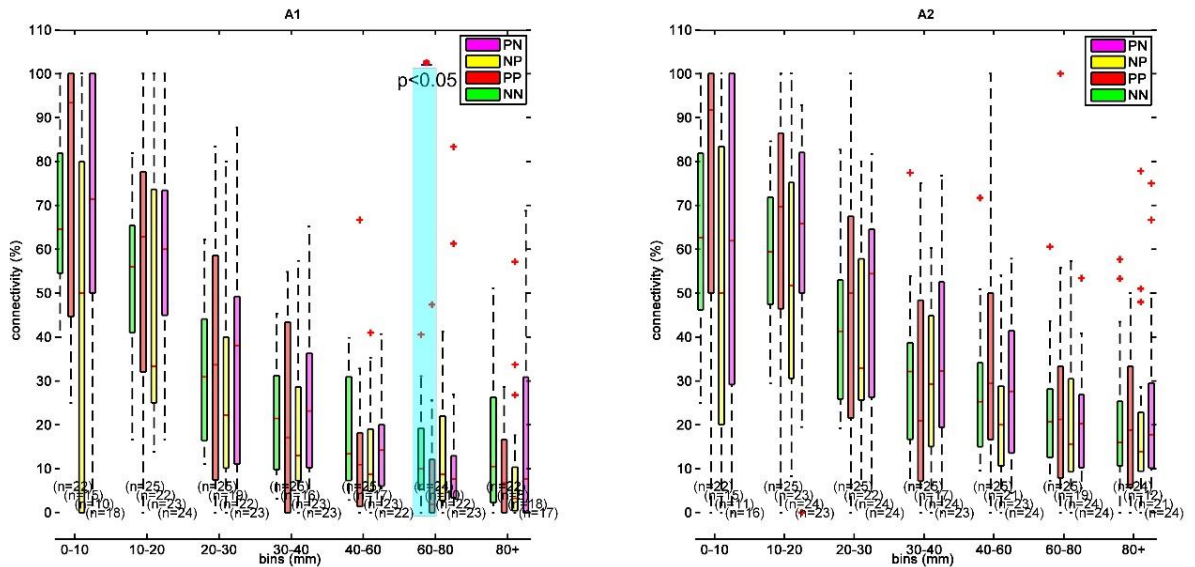 A1
110
100
90
80
70
60
50
40
30
20
10
0
connectivity (%)
PN
NP
PP
NN
p<0.05
(n=22) (n=25) (n=25) (n=26) (n=25) (n=24) (n=22)
(n=15) (n=22) (n=19) (n=16) (n=17)
(n=10) (n=23) (n=22) (n=23) (n=23) (n=22) (n=18)
(n=18) (n=24) (n=23) (n=23) (n=22) (n=23) (n=17)
0-10 10-20 20-30 30-40 40-60 60-80 80+
bins (mm)
A2
110
100
90
80
70
60
50
40
30
20
10
0
connectivity (%)
PN
NP
PP
NN
(n=22) (n=25) (n=25) (n=25) (n=25) (n=24)
(n=15) (n=23) (n=22) (n=17) (n=21) (n=19) (n=12)
(n=11) (n=24) (n=24) (n=24) (n=24) (n=24) (n=21)
(n=16) (n=23) (n=24) (n=23) (n=23) (n=24) (n=24)
0-10 10-20 20-30 30-40 40-60 60-80 80+
bins (mm)